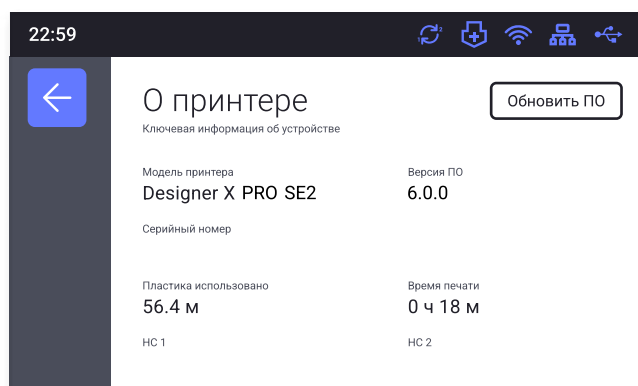 22:59
О принтере
Ключевая информация об устройстве
Обновить ПО
Модель принтера
Designer X PRO SE2
Версия ПО
6.0.0
Серийный номер
Пластика использовано
56.4 м
Время печати
0 ч 18 м
НС 1
НС 2